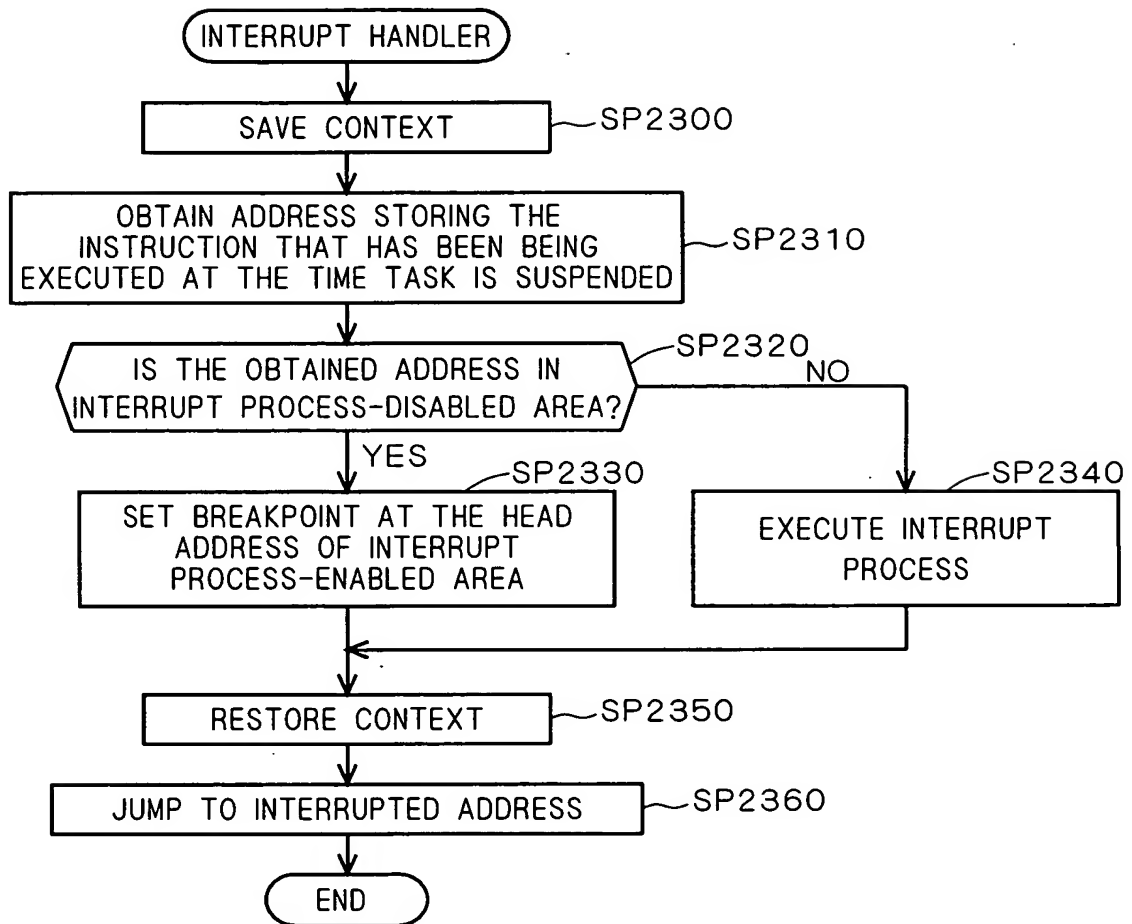 INTERRUPT HANDLER
SAVE CONTEXT
SP2300
OBTAIN ADDRESS STORING THE
INSTRUCTION THAT HAS BEEN BEING
EXECUTED AT THE TIME TASK IS SUSPENDED
SP2310
IS THE OBTAINED ADDRESS IN
INTERRUPT PROCESS-DISABLED AREA?
SP2320
NO
YES
SP2330
SET BREAKPOINT AT THE HEAD
ADDRESS OF INTERRUPT
PROCESS-ENABLED AREA
SP2340
EXECUTE INTERRUPT
PROCESS
RESTORE CONTEXT
SP2350
JUMP TO INTERRUPTED ADDRESS
SP2360
END